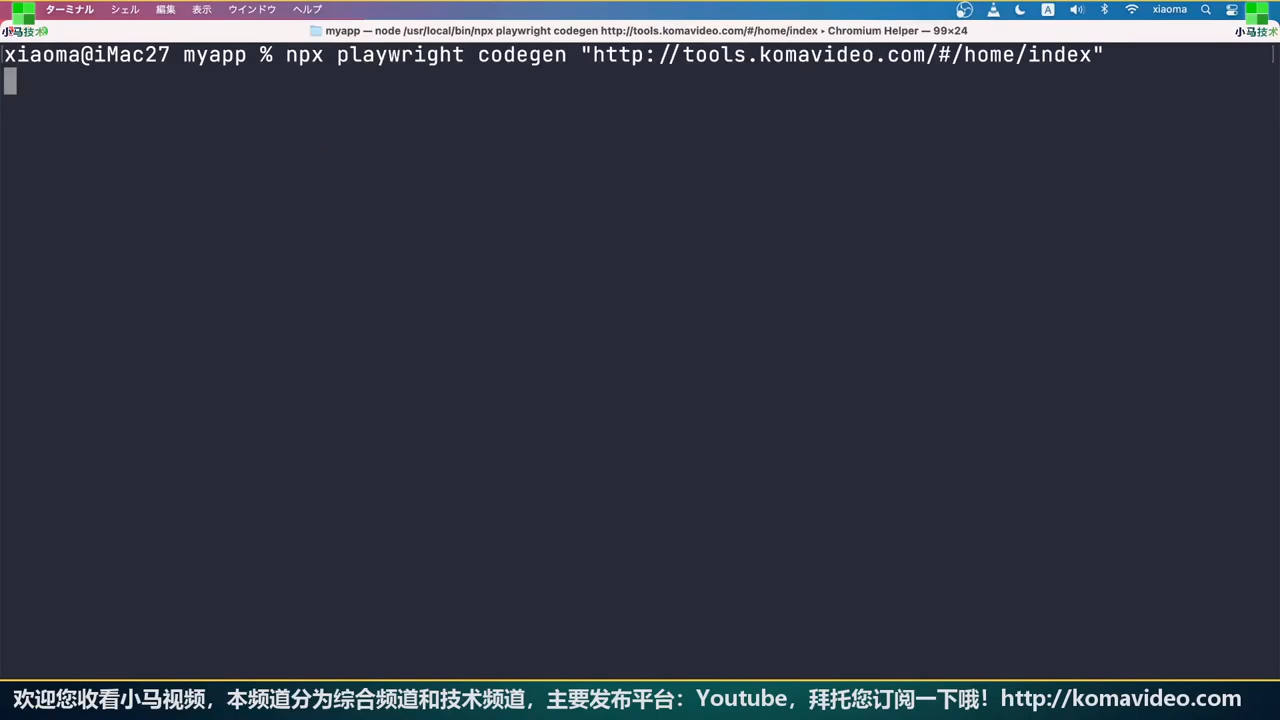 ターミナル シェル 編集 表示 ウインドウ ヘルプ A xiaoma
小马技术 myapp — node /usr/local/bin/npx playwright codegen http://tools.komavideo.com/#/home/index ▸ Chromium Helper — 99×24 小马技术
xiaoma@iMac27 myapp % npx playwright codegen "http://tools.komavideo.com/#/home/index"
欢迎您收看小马视频，本频道分为综合频道和技术频道，主要发布平台：Youtube，拜托您订阅一下哦！http://komavideo.com